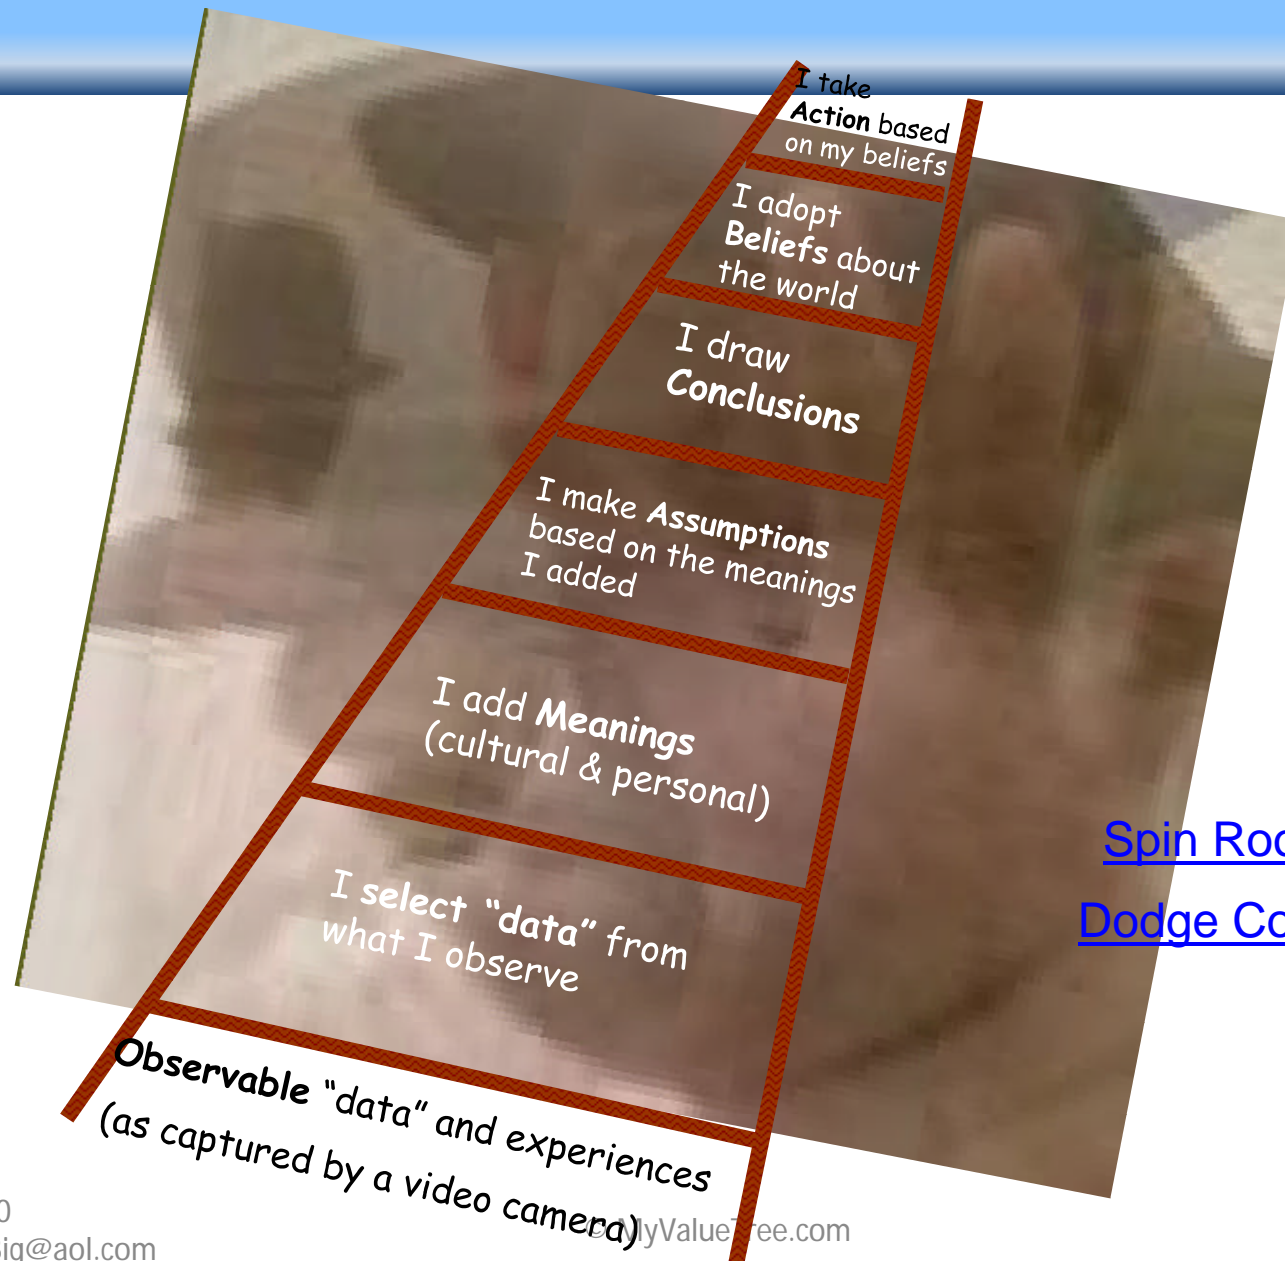 I take
Action based
on my beliefs
I adopt
Beliefs about
the world
I draw
Conclusions
I make Assumptions
based on the meanings
I added
I add Meanings
(cultural & personal)
I select “data” from
what I observe
Observable “data” and experiences
(as captured by a video camera)
Spin
Dodge
© MyValueTree.com